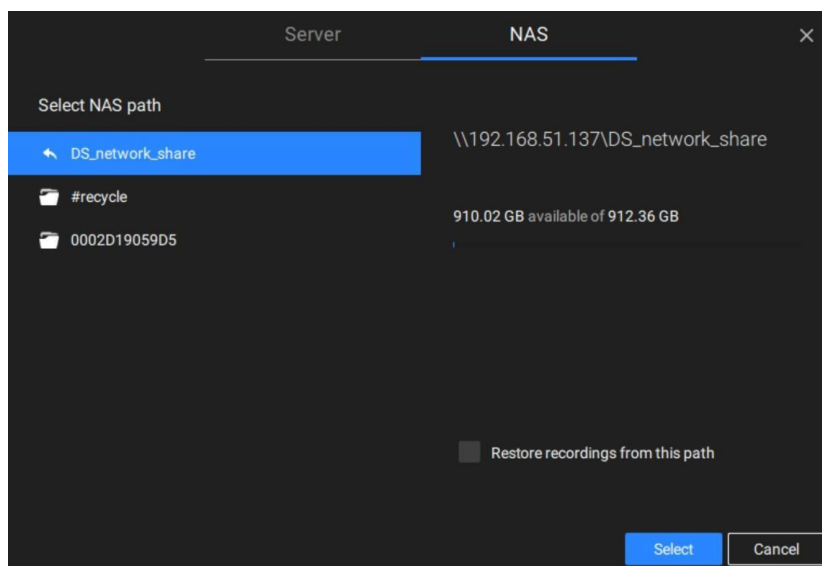 Server
NAS
Select NAS path
DS_network_share
#recycle
0002D19059D5
\\192.168.51.137\DS_network_share
910.02 GB available of 912.36 GB
Restore recordings from this path
Select
Cancel